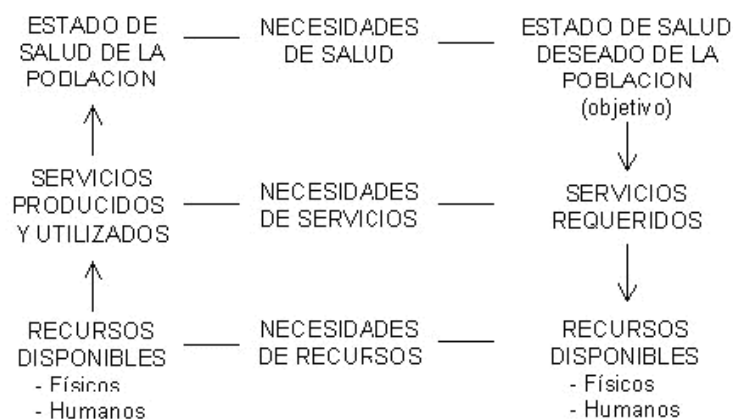 ESTADO DE
SALUD DE LA
PODLACION
NECESIDADES
DE SALUD
ESTADO DE SALUD
DESEADO DE LA
POBLACION
(objetivo)
SERVICIOS
PRODUCIDOS
Y UTILIZADOS
NECESIDADES
DE SERVICIOS
SERVICIOS
REQUERIDOS
RECURSOS
DISPONIBLES
- Físicos
- Humanos
NECESIDADES
DE RECURSOS
RECURSOS
DISPONIBLES
- Físicos
- Humanos